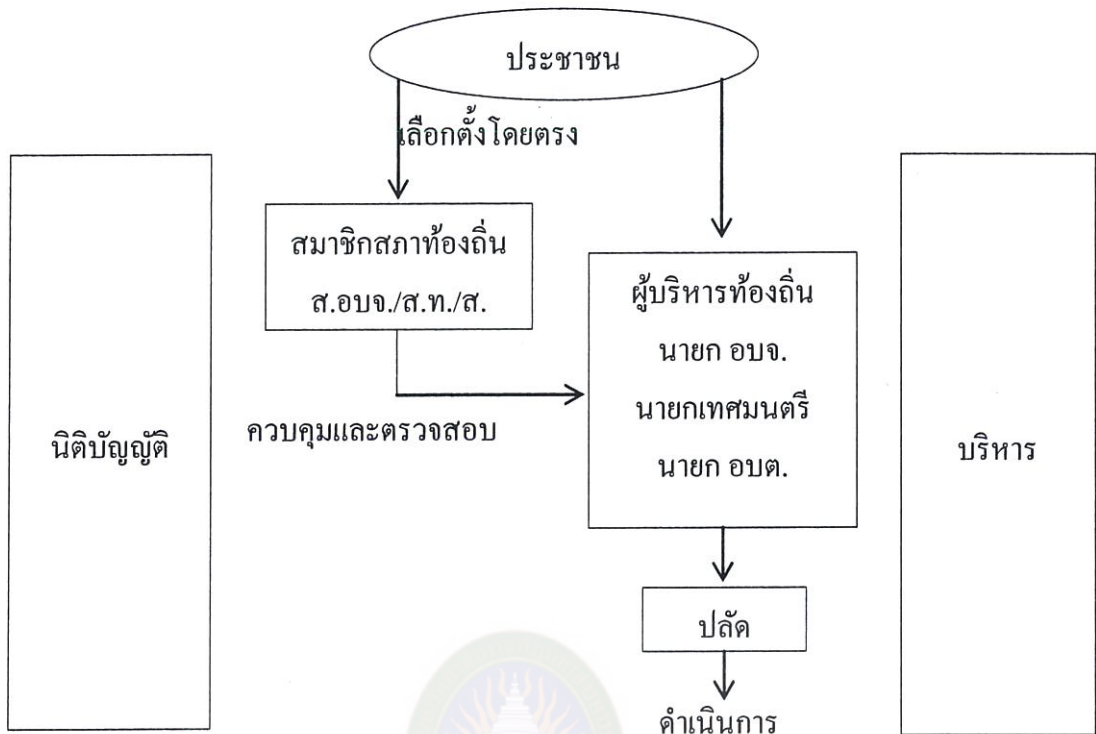 ประชาชน
เลือกตั้งโดยตรง
สมาชิกสภาท้องถิ่น
ส.อบจ./ส.ท./ส.
ผู้บริหารท้องถิ่น
นายก อบจ.
นายกเทศมนตรี
นายก อบต.
ควบคุมและตรวจสอบ
นิติบัญญัติ
บริหาร
ปลัด
ดำเนินการ